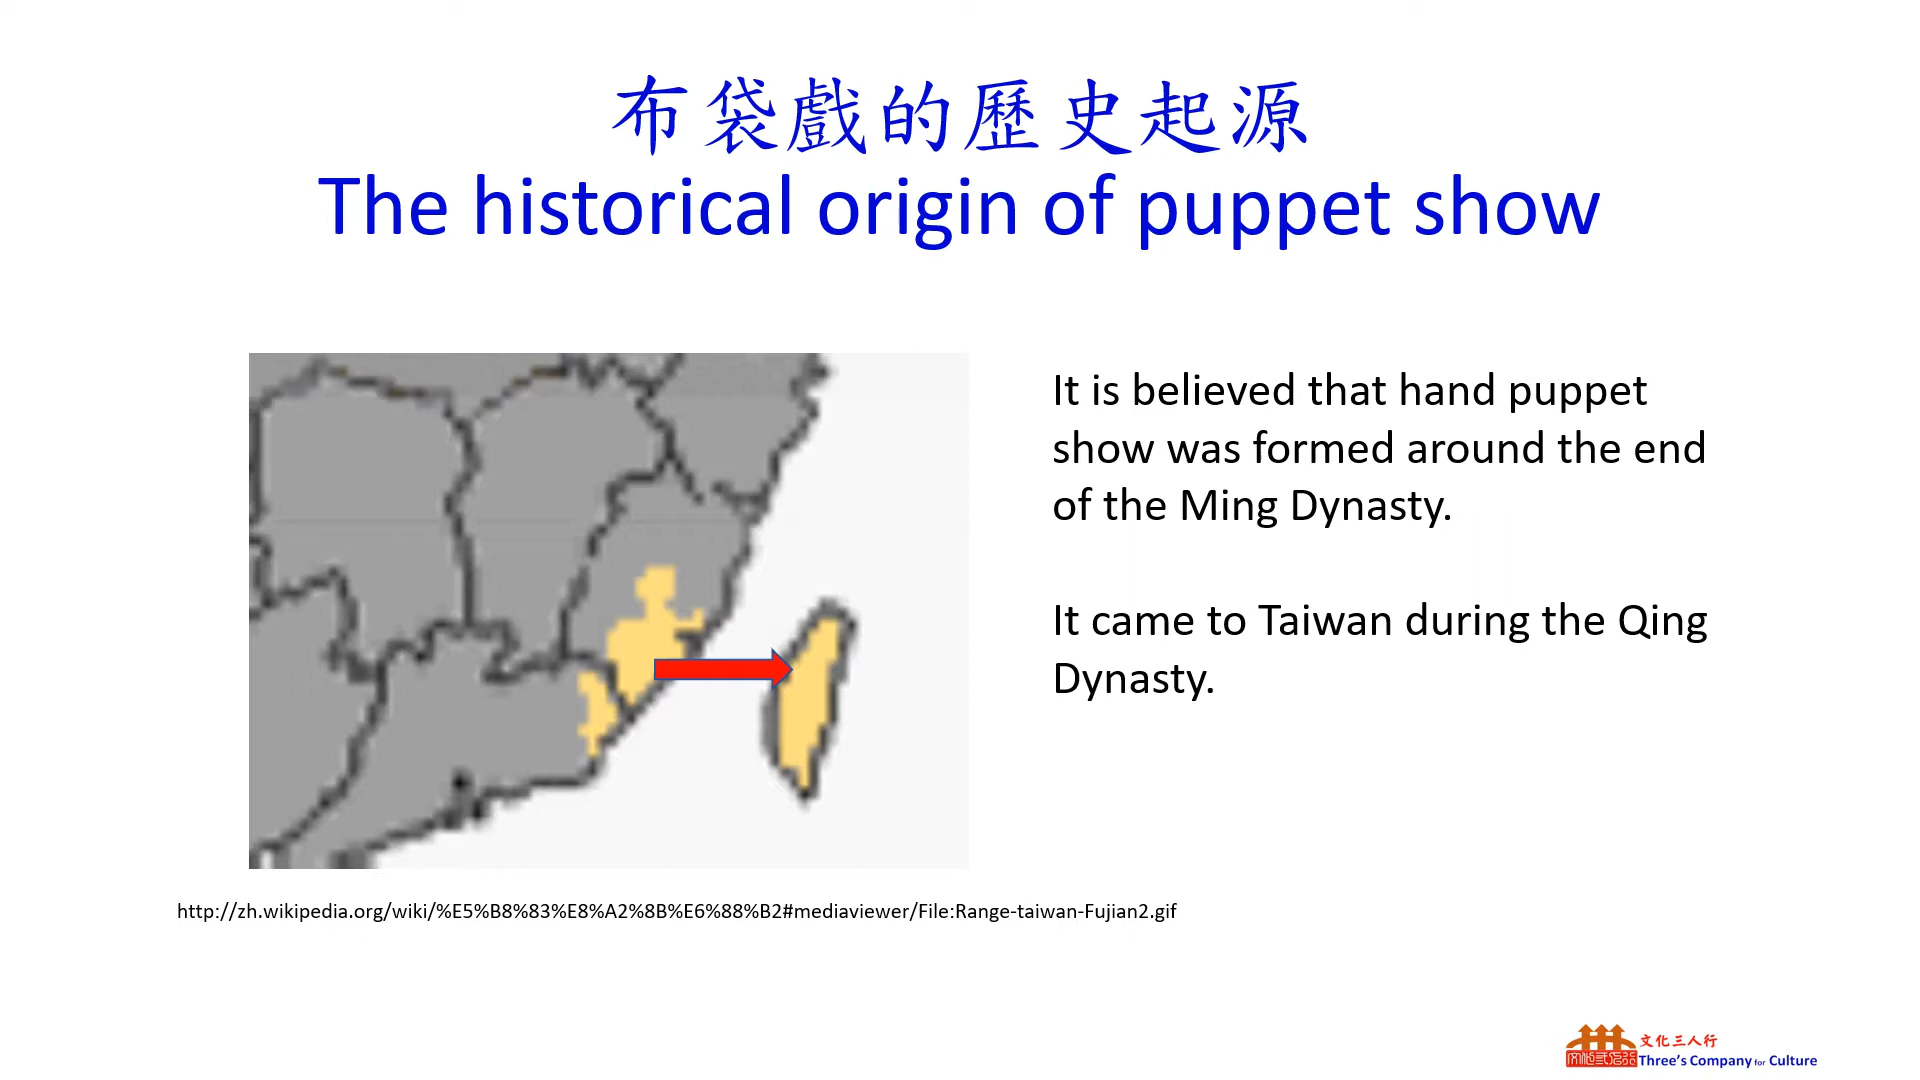 布袋戲的歷史起源
The historical origin of puppet show
It is believed that hand puppet
show was formed around the end
of the Ming Dynasty.
It came to Taiwan during the Qing
Dynasty.
http://zh.wikipedia.org/wiki/%E5%B8%83%E8%A2%8B%E6%88%B2#mediaviewer/File:Range-taiwan-Fujian2.gif
文化三人行
Three's Company for Culture